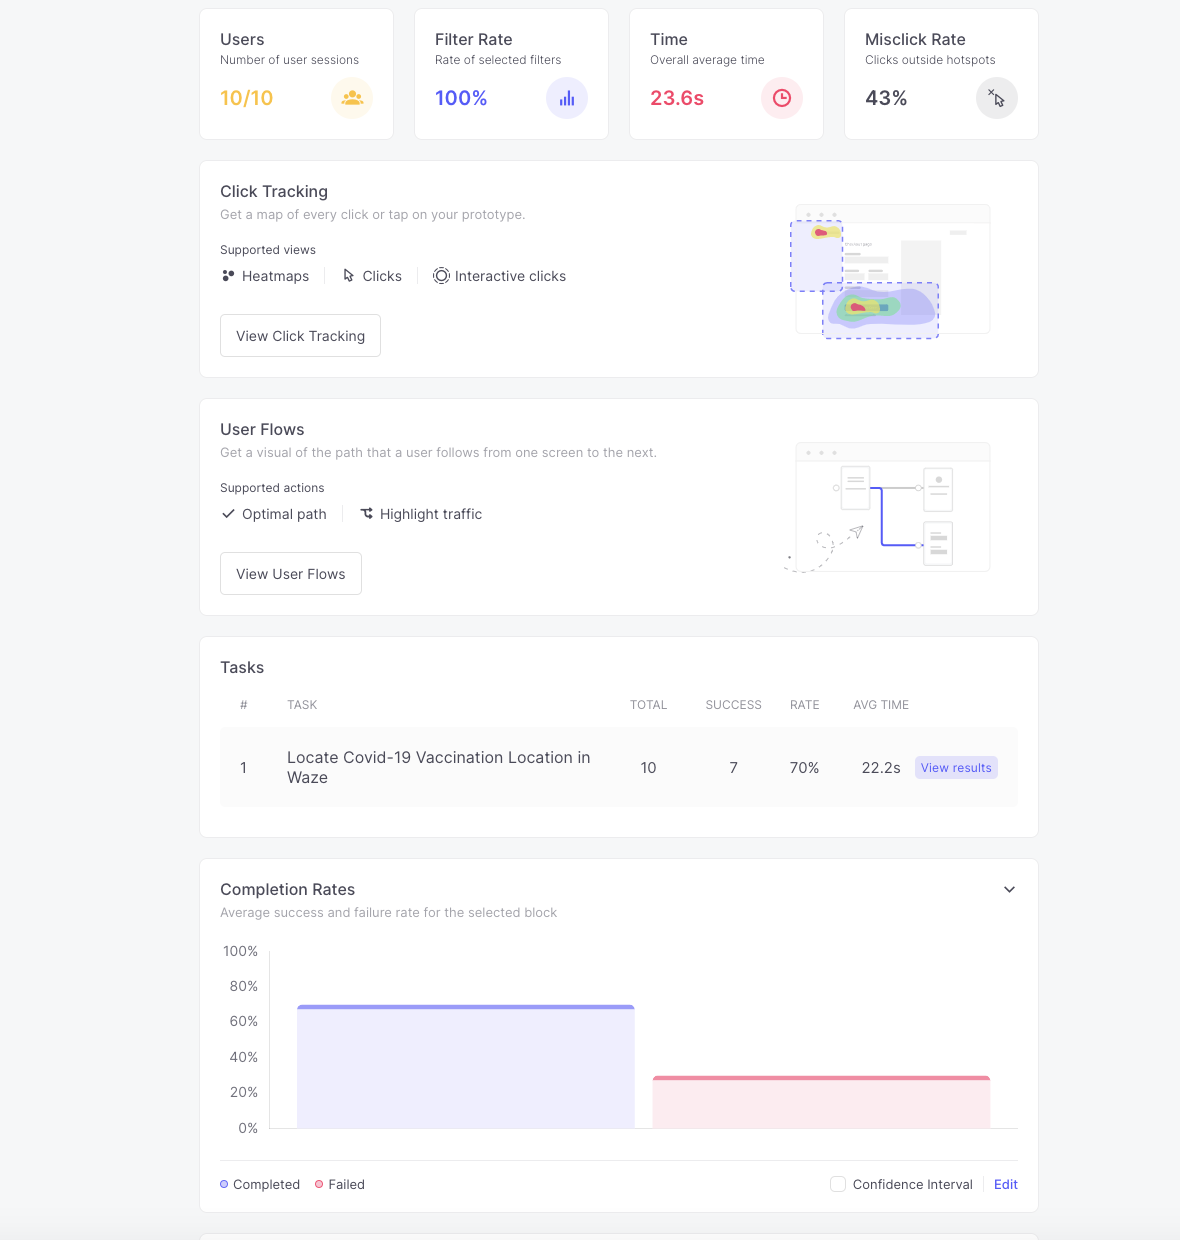 Users
Number of user sessions
10/10
Filter Rate
Rate of selected filters
100%
Time
Overall average time
23.6s
Misclick Rate
Clicks outside hotspots
43%
Click Tracking
Get a map of every click or tap on your prototype.
Supported views
Heatmaps
Clicks
Interactive clicks
View Click Tracking
User Flows
Get a visual of the path that a user follows from one screen to the next.
Supported actions
Optimal path
Highlight traffic
View User Flows
Tasks
# TASK TOTAL SUCCESS RATE AVG TIME
1 Locate Covid-19 Vaccination Location in
Waze
10 7 70% 22.2s View results
Completion Rates
Average success and failure rate for the selected block
100%
80%
60%
40%
20%
0%
Completed Failed Confidence Interval Edit